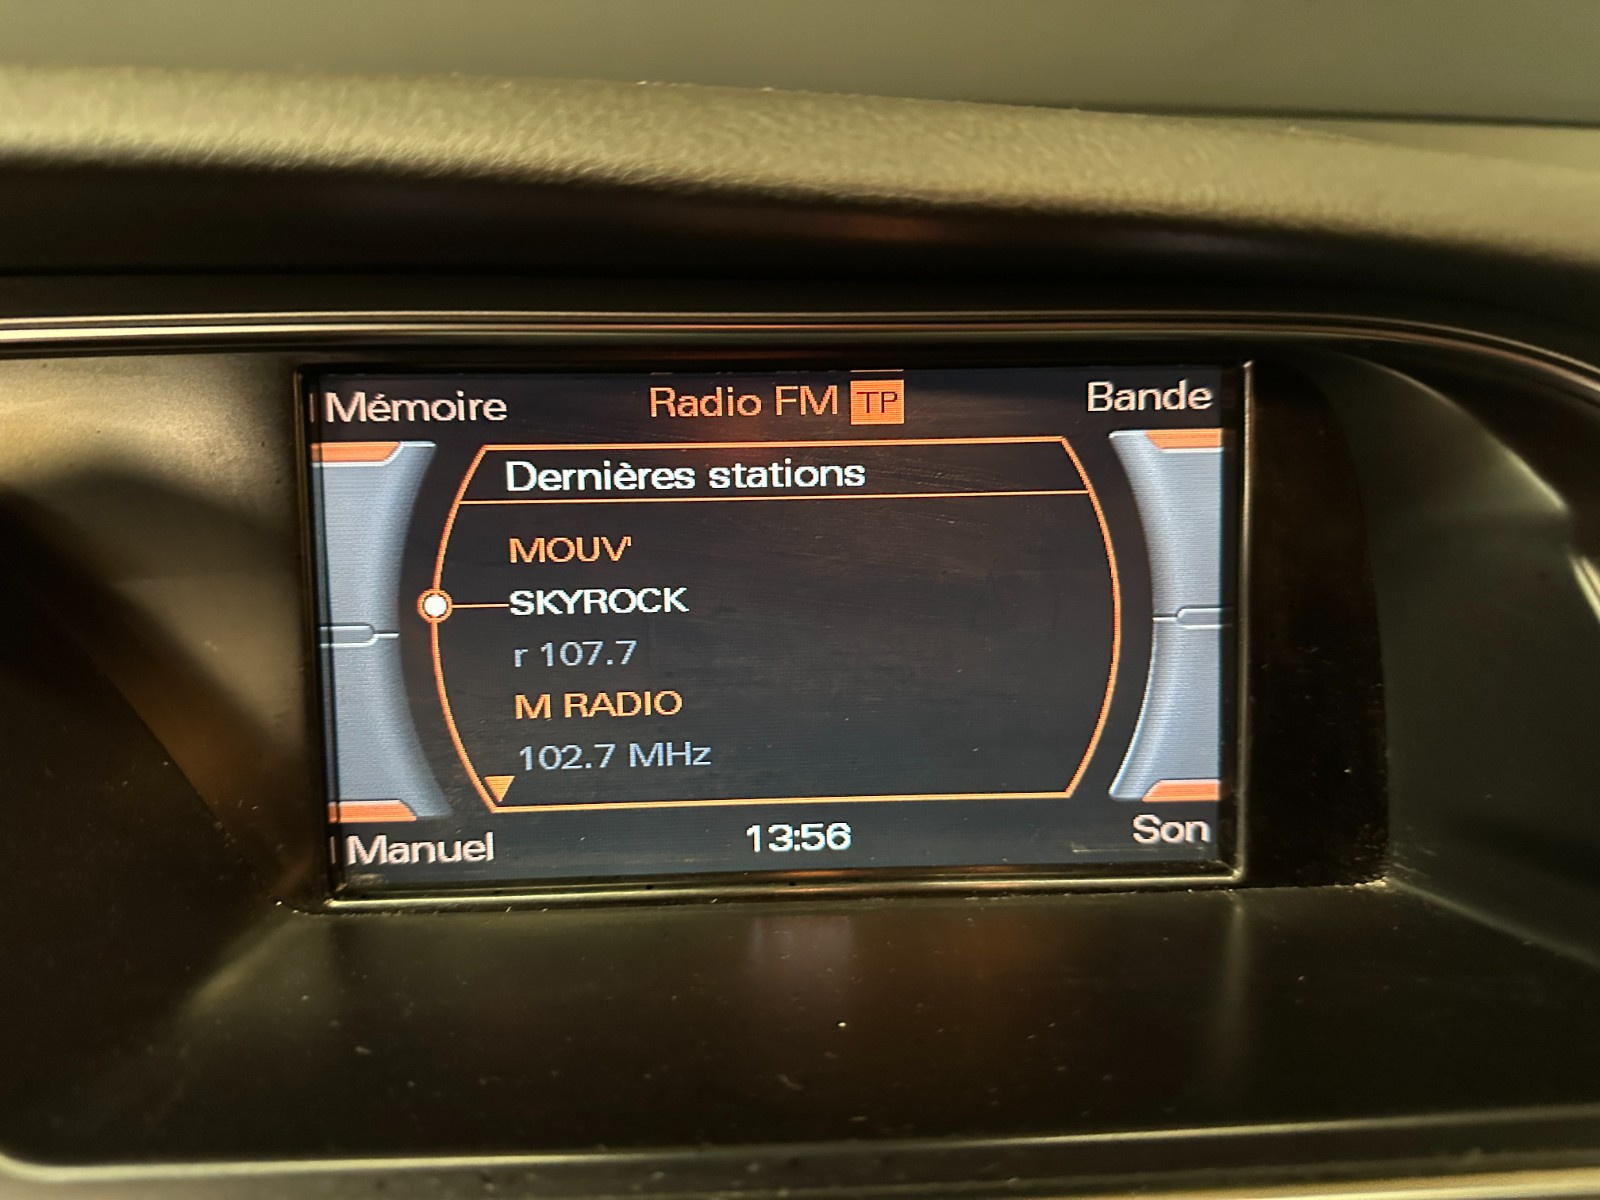 Mémoire Radio FM TP Bande
Dernières stations
MOUV'
SKYROCK
r 107.7
M RADIO
102.7 MHz
Manuel 13:56 Son